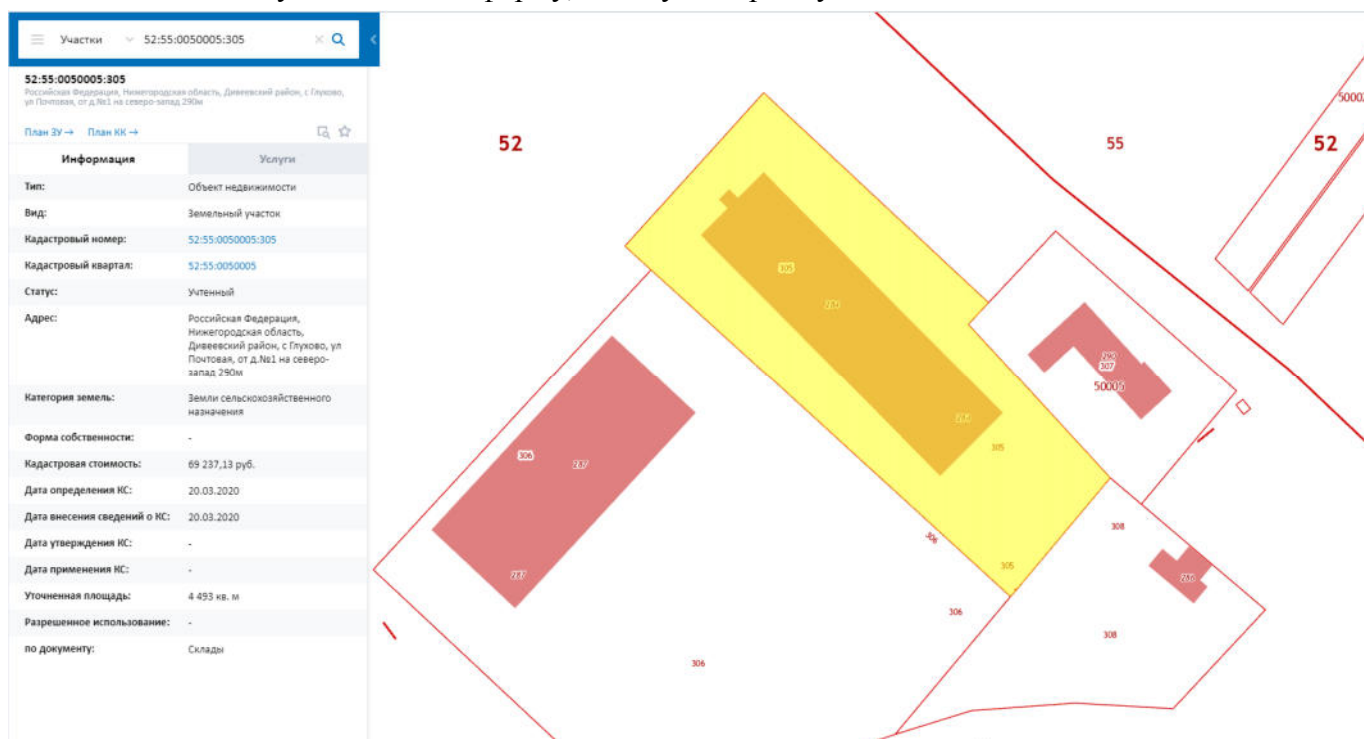 Участки 52:55:0050005:305
52:55:0050005:305
Российская Федерация, Нижегородская область, Дивеевский район, с Глухово,
ул Почтовая, от д.№1 на северо-запад 290м
План ЗУ → План КК →
Информация Услуги
Тип: Объект недвижимости
Вид: Земельный участок
Кадастровый номер: 52:55:0050005:305
Кадастровый квартал: 52:55:0050005
Статус: Учтенный
Адрес: Российская Федерация,
Нижегородская область,
Дивеевский район, с Глухово, ул
Почтовая, от д.№1 на северо-
запад 290м
Категория земель: Земли сельскохозяйственного
назначения
Форма собственности: -
Кадастровая стоимость: 69 237,13 руб.
Дата определения КС: 20.03.2020
Дата внесения сведений о КС: 20.03.2020
Дата утверждения КС: -
Дата применения КС: -
Уточненная площадь: 4 493 кв. м
Разрешенное использование: -
по документу: Склады
52
55
52
305
307
50005
305
306
287
306
308
287
305
306
308
306